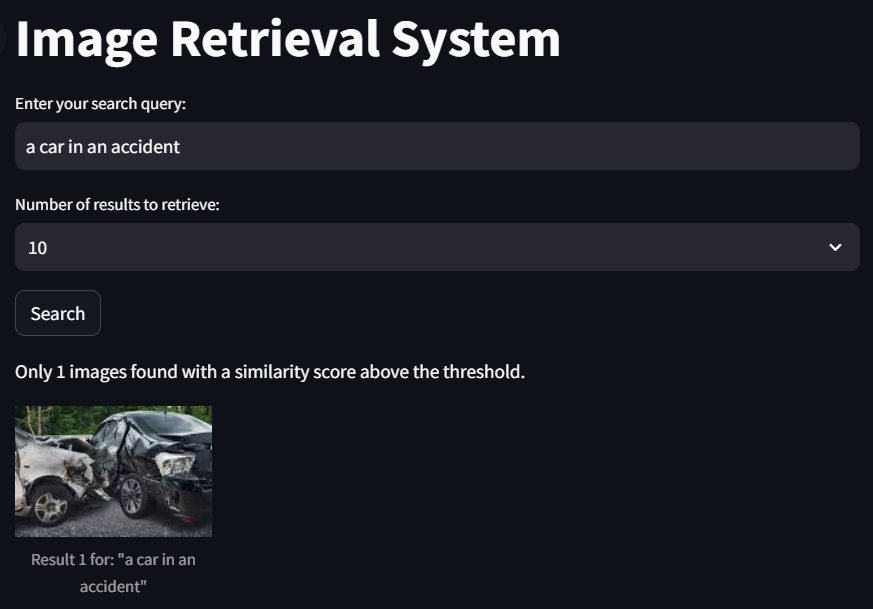 Image Retrieval System
Enter your search query:
a car in an accident
Number of results to retrieve:
10
Search
Only 1 images found with a similarity score above the threshold.
Result 1 for: "a car in an
accident"